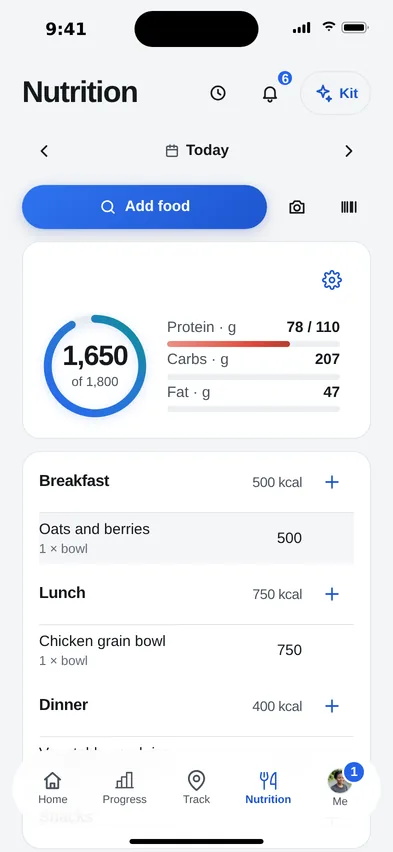 9:41
Nutrition
6
Kit
Today
Add food
Protein · g 78 / 110
1,650
of 1,800
Carbs · g 207
Fat · g 47
Breakfast 500 kcal
Oats and berries
1 × bowl
500
Lunch 750 kcal
Chicken grain bowl
1 × bowl
750
Dinner 400 kcal
Home
Progress
Track
Nutrition
1
Me
Snacks